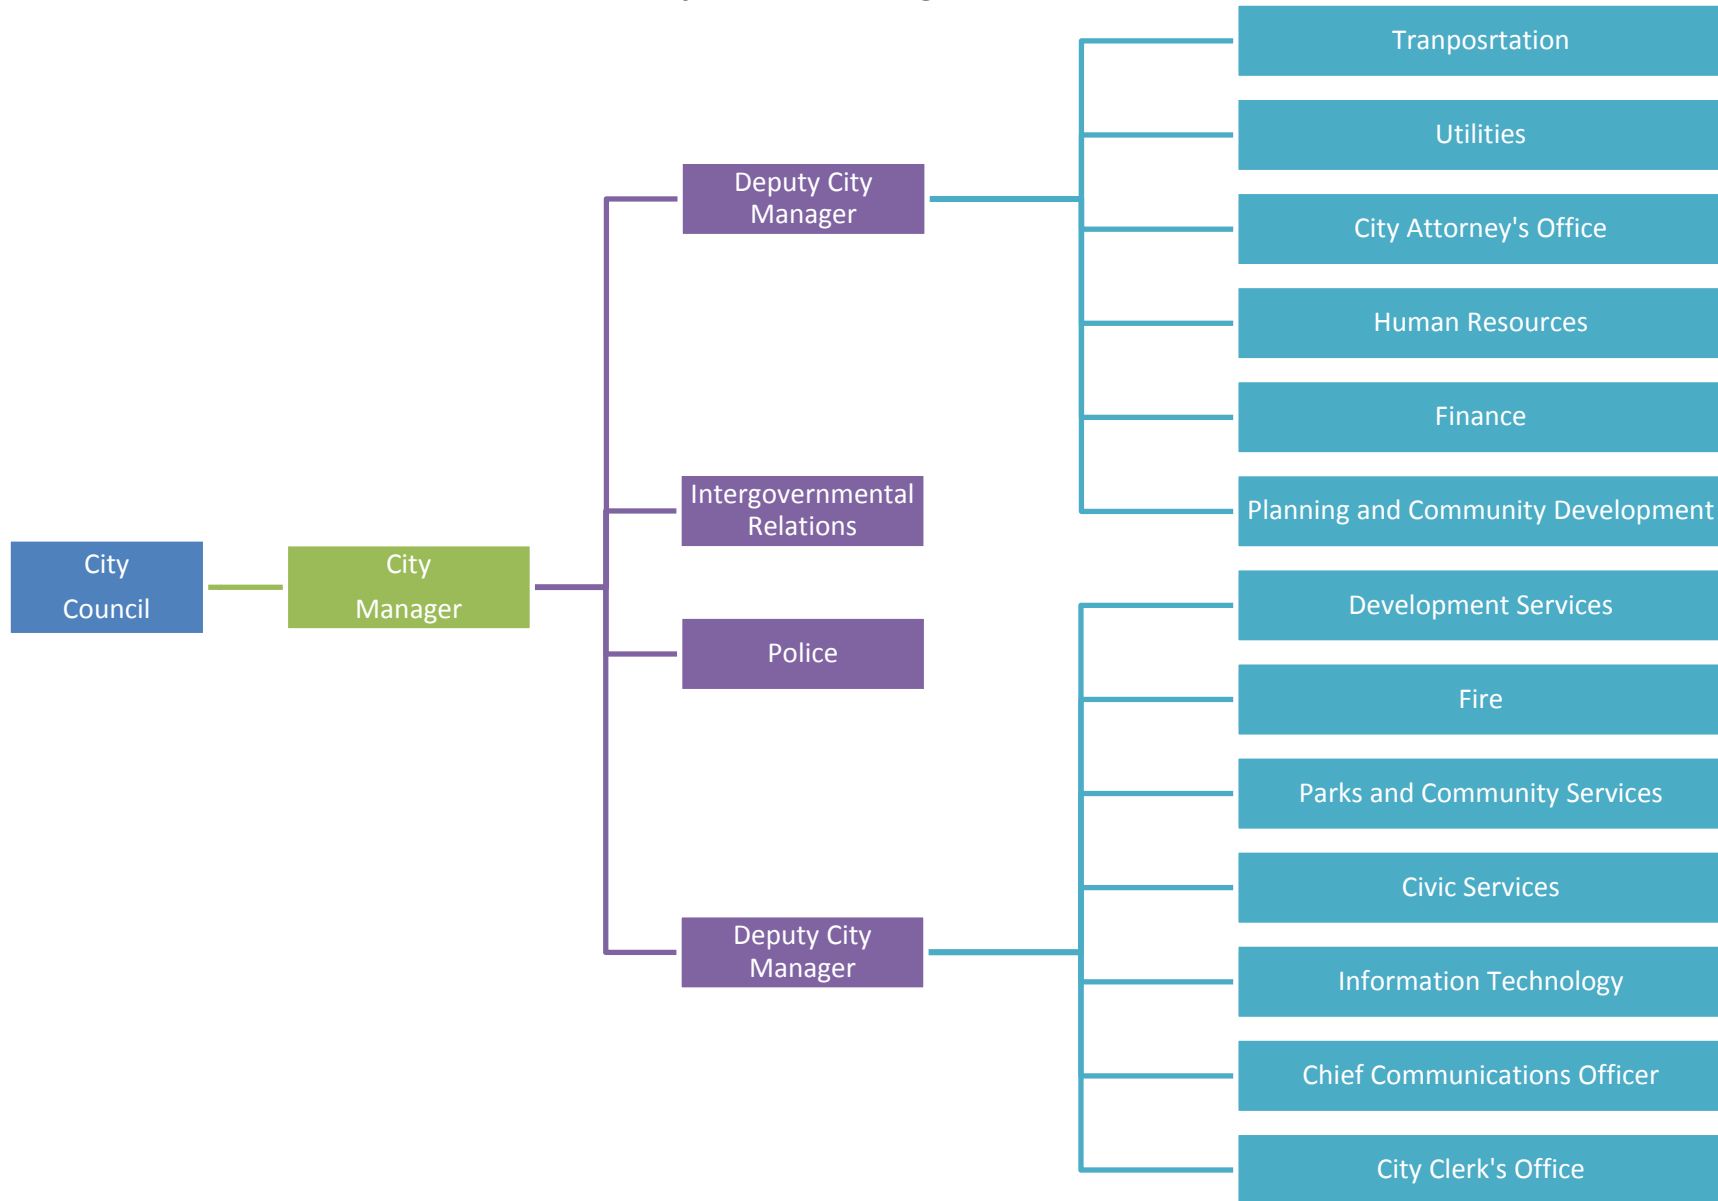 Tranposrtation
Utilities
Deputy City
Manager
City Attorney's Office
Human Resources
Finance
Intergovernmental
Relations
Planning and Community Development
City
Council
City
Manager
Development Services
Police
Fire
Parks and Community Services
Civic Services
Deputy City
Manager
Information Technology
Chief Communications Officer
City Clerk's Office